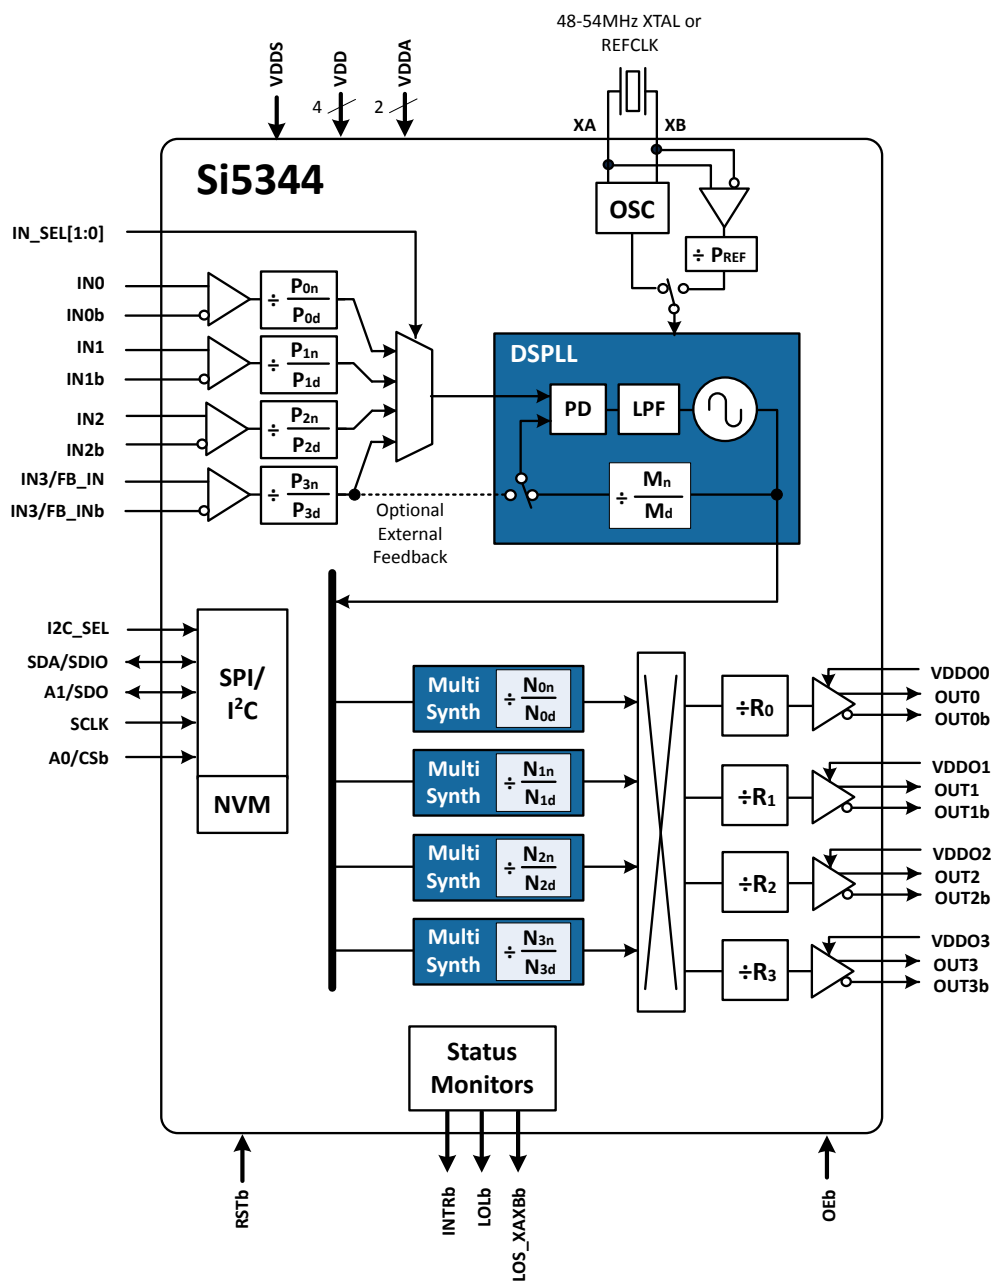 48-54MHz XTAL or
REFCLK
VDDS
VDD
VDDA
4
2
XA
XB
Si5344
OSC
÷ PREF
IN_SEL[1:0]
IN0
IN0b
÷ P0n
P0d
IN1
IN1b
÷ P1n
P1d
IN2
IN2b
÷ P2n
P2d
IN3/FB_IN
IN3/FB_INb
÷ P3n
P3d
Optional
External
Feedback
DSPLL
PD
LPF
÷ Mn
Md
I2C_SEL
SDA/SDIO
A1/SDO
SCLK
A0/CSb
SPI/
I²C
NVM
Multi
Synth
÷ N0n
N0d
Multi
Synth
÷ N1n
N1d
Multi
Synth
÷ N2n
N2d
Multi
Synth
÷ N3n
N3d
÷R0
÷R1
÷R2
÷R3
VDDO0
OUT0
OUT0b
VDDO1
OUT1
OUT1b
VDDO2
OUT2
OUT2b
VDDO3
OUT3
OUT3b
Status
Monitors
RSTb
INTRb
LOLb
LOS_XAXBb
OEb